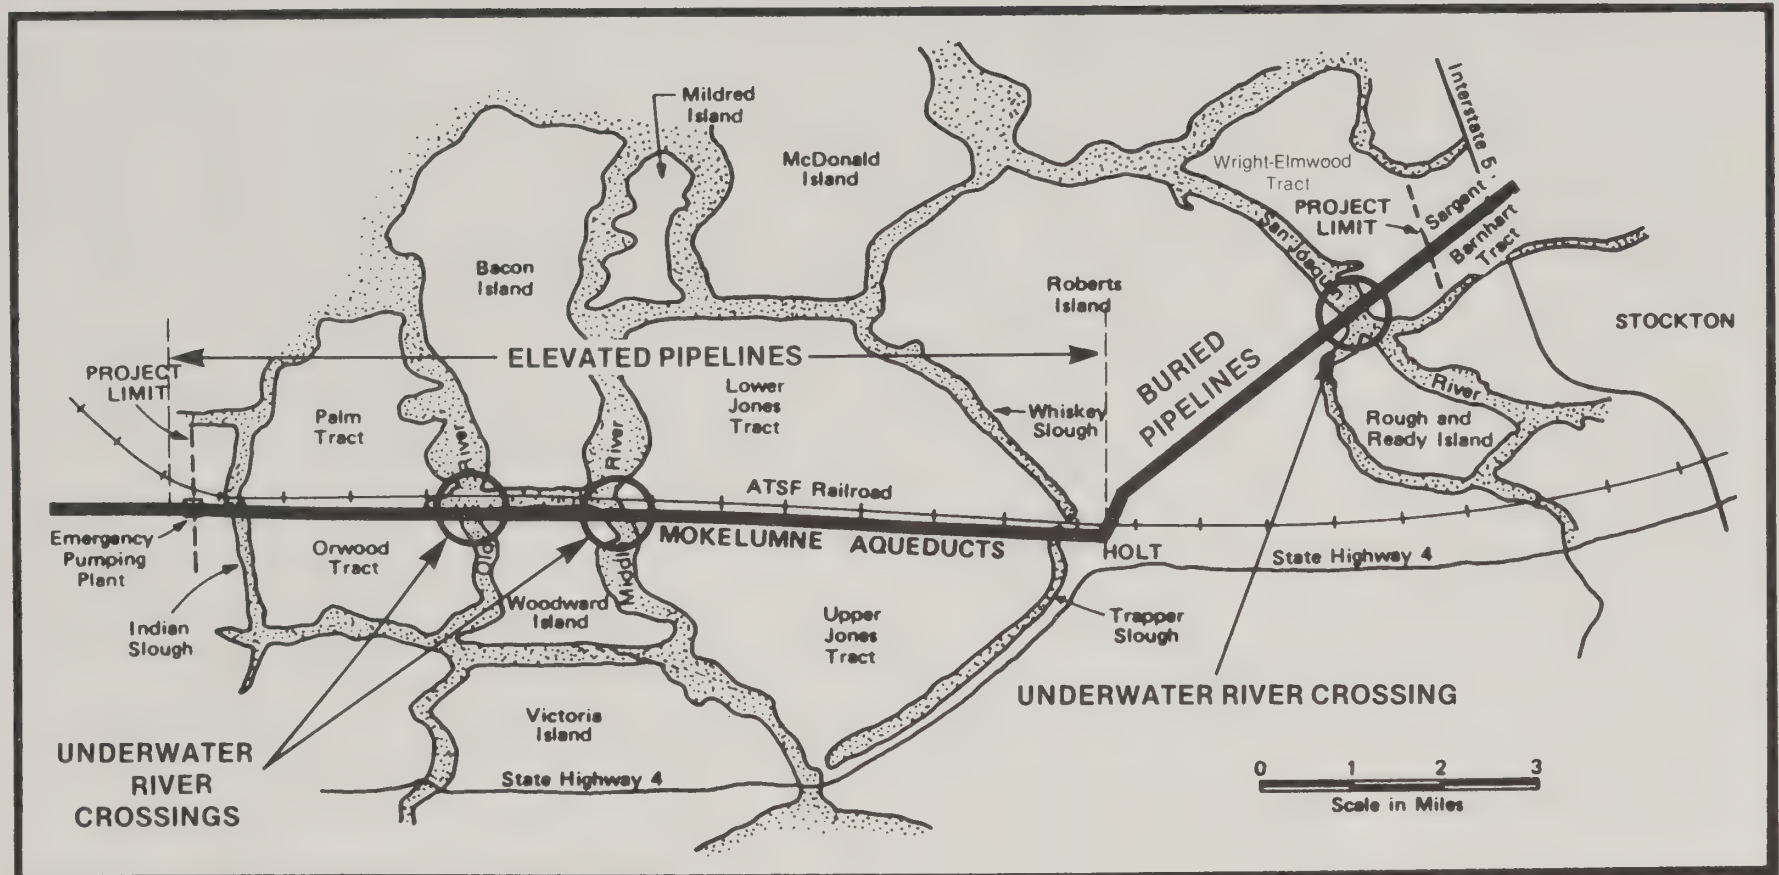 Mildred
Island
McDonald
Island
Interstate 5
Wright-Elmwood
Tract
PROJECT
LIMIT
Sargent -
Barnhart
Tract
San Joaquin
Bacon
Island
Roberts
Island
STOCKTON
ELEVATED PIPELINES
BURIED
PIPELINES
PROJECT
LIMIT
Palm
Tract
Lower
Jones
Tract
Whiskey
Slough
River
Rough and
Ready Island
River
River
ATSF Railroad
MOKELUMNE AQUEDUCTS
HOLT
State Highway 4
Emergency
Pumping
Plant
Orwood
Tract
Old
Middle
Indian
Slough
Woodward
Island
Upper
Jones
Tract
Trapper
Slough
UNDERWATER RIVER CROSSING
Victoria
Island
UNDERWATER
RIVER
CROSSINGS
State Highway 4
0 1 2 3
Scale in Miles